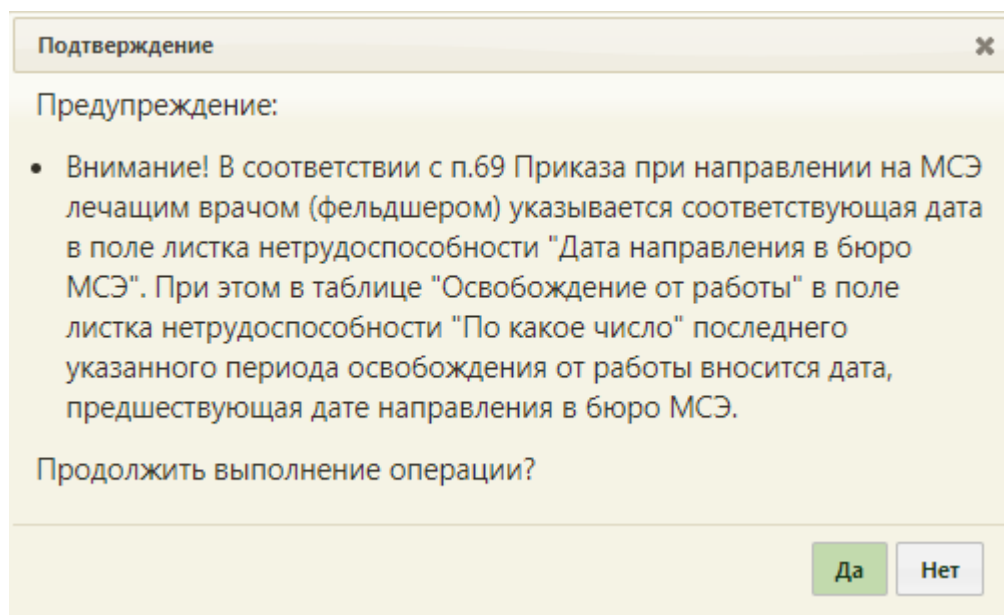 Подтверждение
Предупреждение:
• Внимание! В соответствии с п.69 Приказа при направлении на МСЭ
лечащим врачом (фельдшером) указывается соответствующая дата
в поле листка нетрудоспособности "Дата направления в бюро
МСЭ". При этом в таблице "Освобождение от работы" в поле
листка нетрудоспособности "По какое число" последнего
указанного периода освобождения от работы вносится дата,
предшествующая дате направления в бюро МСЭ.
Продолжить выполнение операции?
Да Нет